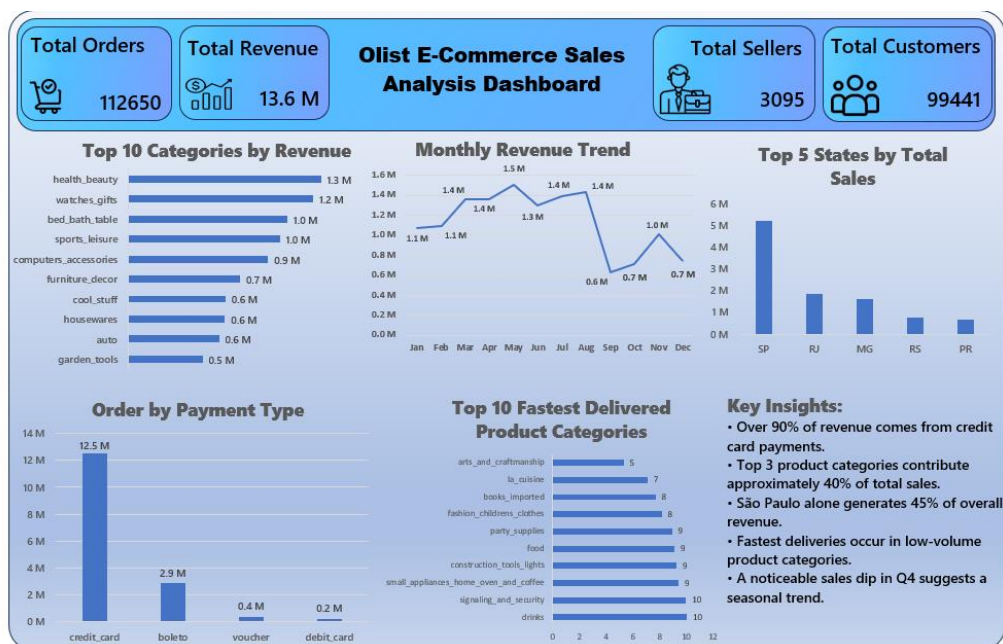 Total Orders
112650
Total Revenue
13.6 M
Olist E-Commerce Sales
Analysis Dashboard
Total Sellers
3095
Total Customers
99441
Top 10 Categories by Revenue
health_beauty 1.3 M
watches_gifts 1.2 M
bed_bath_table 1.0 M
sports_leisure 1.0 M
computers_accessories 0.9 M
furniture_decor 0.7 M
cool_stuff 0.6 M
housewares 0.6 M
auto 0.6 M
garden_tools 0.5 M
Monthly Revenue Trend
1.6 M
1.4 M
1.2 M
1.0 M
0.8 M
0.6 M
0.4 M
0.2 M
0.0 M
1.1 M
1.1 M
1.4 M
1.4 M
1.5 M
1.3 M
1.4 M
1.4 M
0.6 M
0.7 M
1.0 M
0.7 M
Jan Feb Mar Apr May Jun Jul Aug Sep Oct Nov Dec
Top 5 States by Total
Sales
6 M
5 M
4 M
3 M
2 M
1 M
0 M
SP RJ MG RS PR
Order by Payment Type
14 M
12 M
10 M
8 M
6 M
4 M
2 M
0 M
12.5 M
2.9 M
0.4 M
0.2 M
credit_card boleto voucher debit_card
Top 10 Fastest Delivered
Product Categories
arts_and_craftmanship 5
la_cuisine 7
books_imported 8
fashion_childrens_clothes 8
party_supplies 9
food 9
construction_tools_lights 9
small_appliances_home_oven_and_coffee 9
signaling_and_security 10
drinks 10
0 2 4 6 8 10 12
Key Insights:
• Over 90% of revenue comes from credit
card payments.
• Top 3 product categories contribute
approximately 40% of total sales.
• São Paulo alone generates 45% of overall
revenue.
• Fastest deliveries occur in low-volume
product categories.
• A noticeable sales dip in Q4 suggests a
seasonal trend.